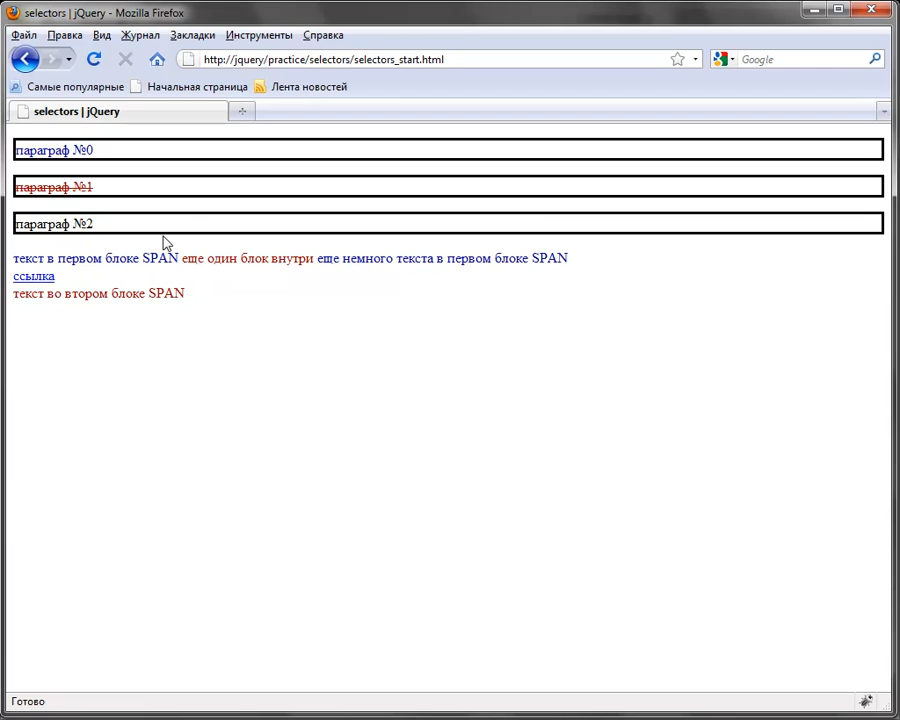 selectors | jQuery - Mozilla Firefox
Файл Правка Вид Журнал Закладки Инструменты Справка
http://jquery/practice/selectors/selectors_start.html Google
Самые популярные Начальная страница Лента новостей
selectors | jQuery
параграф №0
параграф №1
параграф №2
текст в первом блоке SPAN еще один блок внутри еще немного текста в первом блоке SPAN
ссылка
текст во втором блоке SPAN
Готово